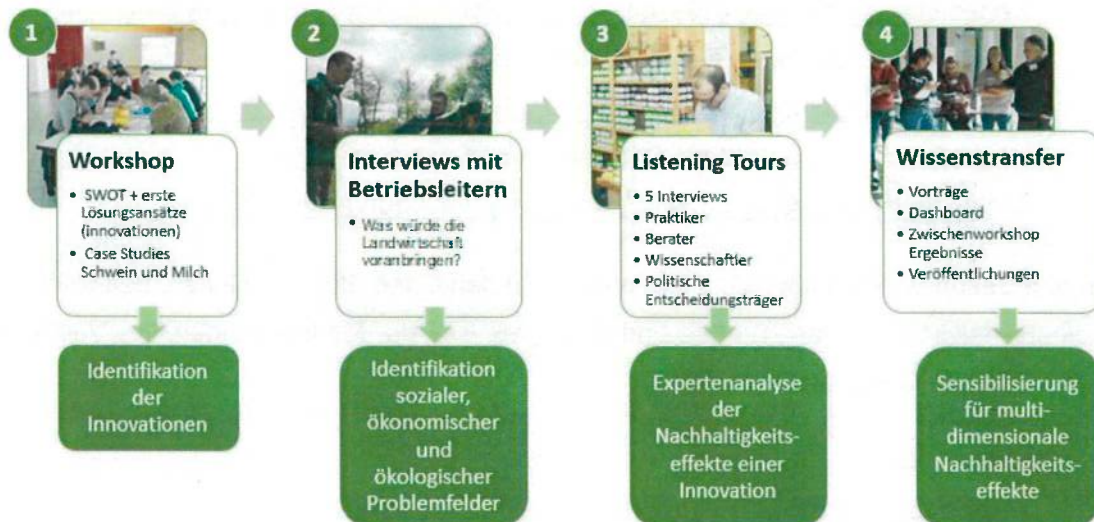 1
Workshop
• SWOT + erste
Lösungsansätze
(innovationen)
• Case Studies
Schwein und Milch
Identifikation
der
Innovationen
2
Interviews mit
Betriebsleitern
• Was würde die
Landwirtschaft
voranbringen?
Identifikation
sozialer,
ökonomischer
und
ökologischer
Problemfelder
3
Listening Tours
• 5 Interviews
• Praktiker
• Berater
• Wissenschaftler
• Politische
Entscheidungsträger
Expertenanalyse
der
Nachhaltigkeits-
effekte einer
Innovation
4
Wissenstransfer
• Vorträge
• Dashboard
• Zwischenworkshop
Ergebnisse
• Veröffentlichungen
Sensibilisierung
für multi-
dimensionale
Nachhaltigkeits-
effekte